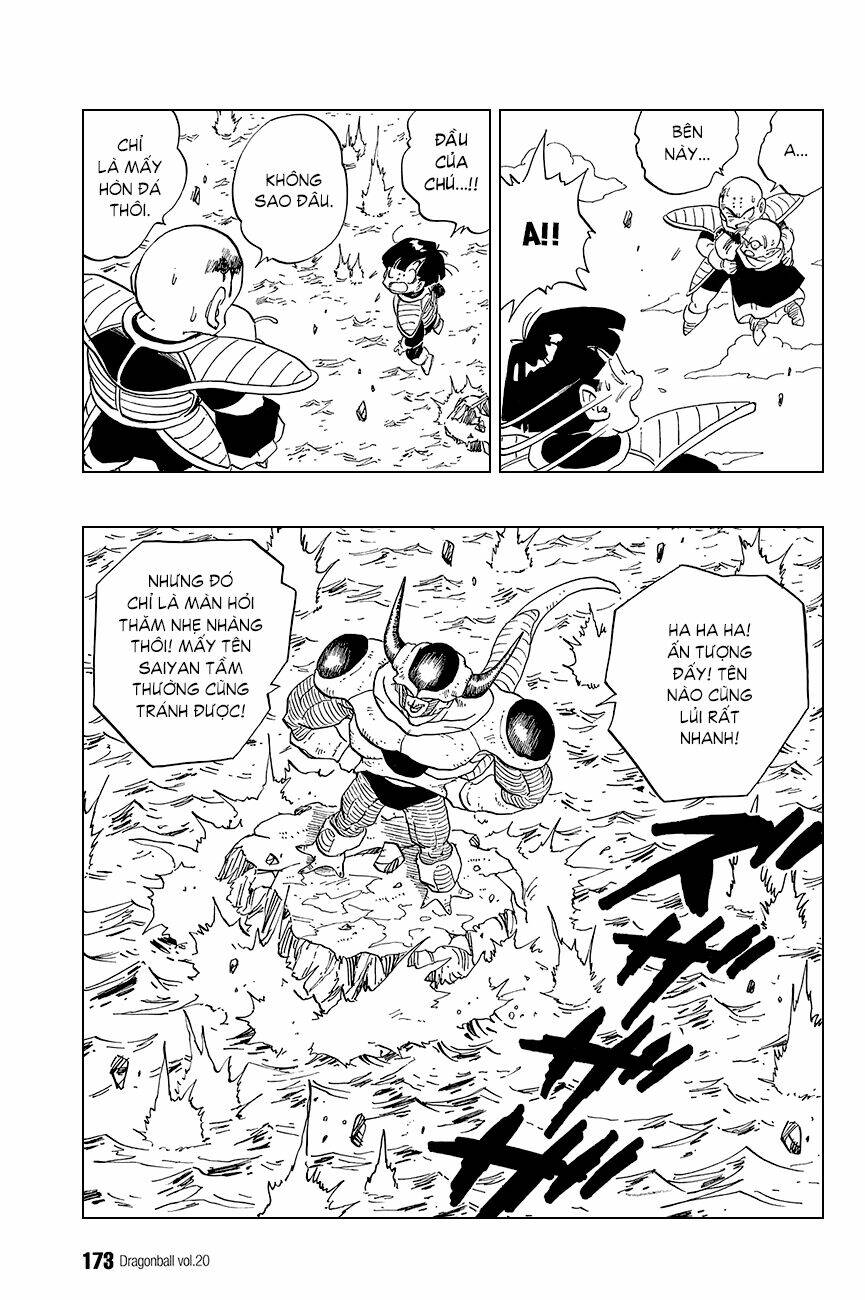 A...
BÊN
NÀY...
A!!
ĐẦU
CỦA
CHÚ...!!
KHÔNG
SAO ĐÂU.
CHỈ
LÀ MẤY
HÒN ĐÁ
THÔI.
HA HA HA!
ẤN TƯỢNG
ĐẤY! TÊN
NÀO CŨNG
LỦI RẤT
NHANH!
NHƯNG ĐÓ
CHỈ LÀ MÀN HỎI
THĂM NHẸ NHÀNG
THÔI! MẤY TÊN
SAIYAN TẦM
THƯỜNG CŨNG
TRÁNH ĐƯỢC!
173 Dragonball vol.20